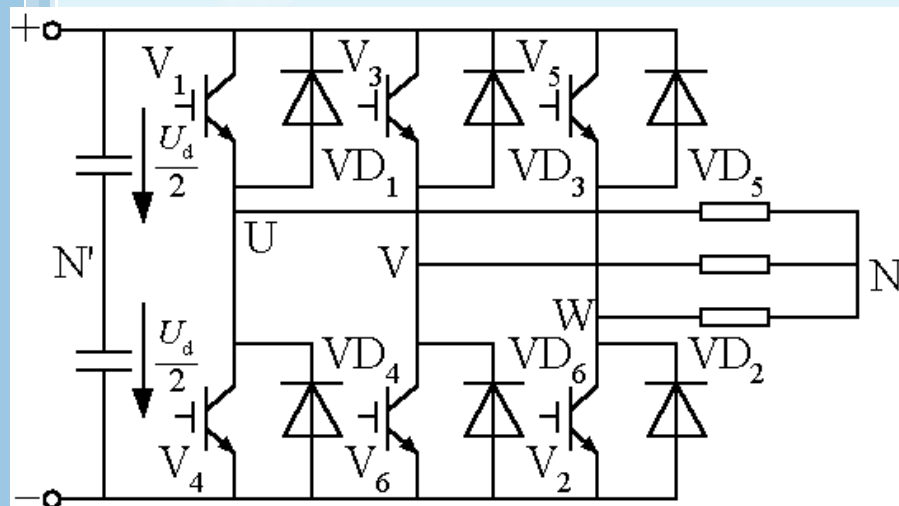 +
V1 V3 V5
Ud/2
VD1 VD3 VD5
U
N' V N
W
Ud/2
VD4 VD6 VD2
V4 V6 V2
−